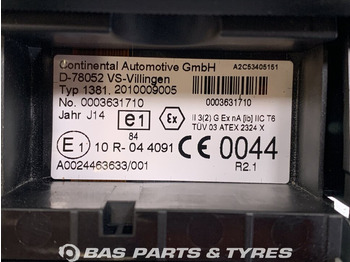 Continental Automotive GmbH A2C53405151
D-78052 VS-Villingen
Typ 1381. 2010009005
No. 0003631710 0003631710
Jahr J14 e1 Ex II 3(2) G Ex nA [ib] IIC T6
TÜV 03 ATEX 2324 X
84
E1 10 R-04 4091 CE 0044
A0024463633/001 R2.1
BAS PARTS & TYRES